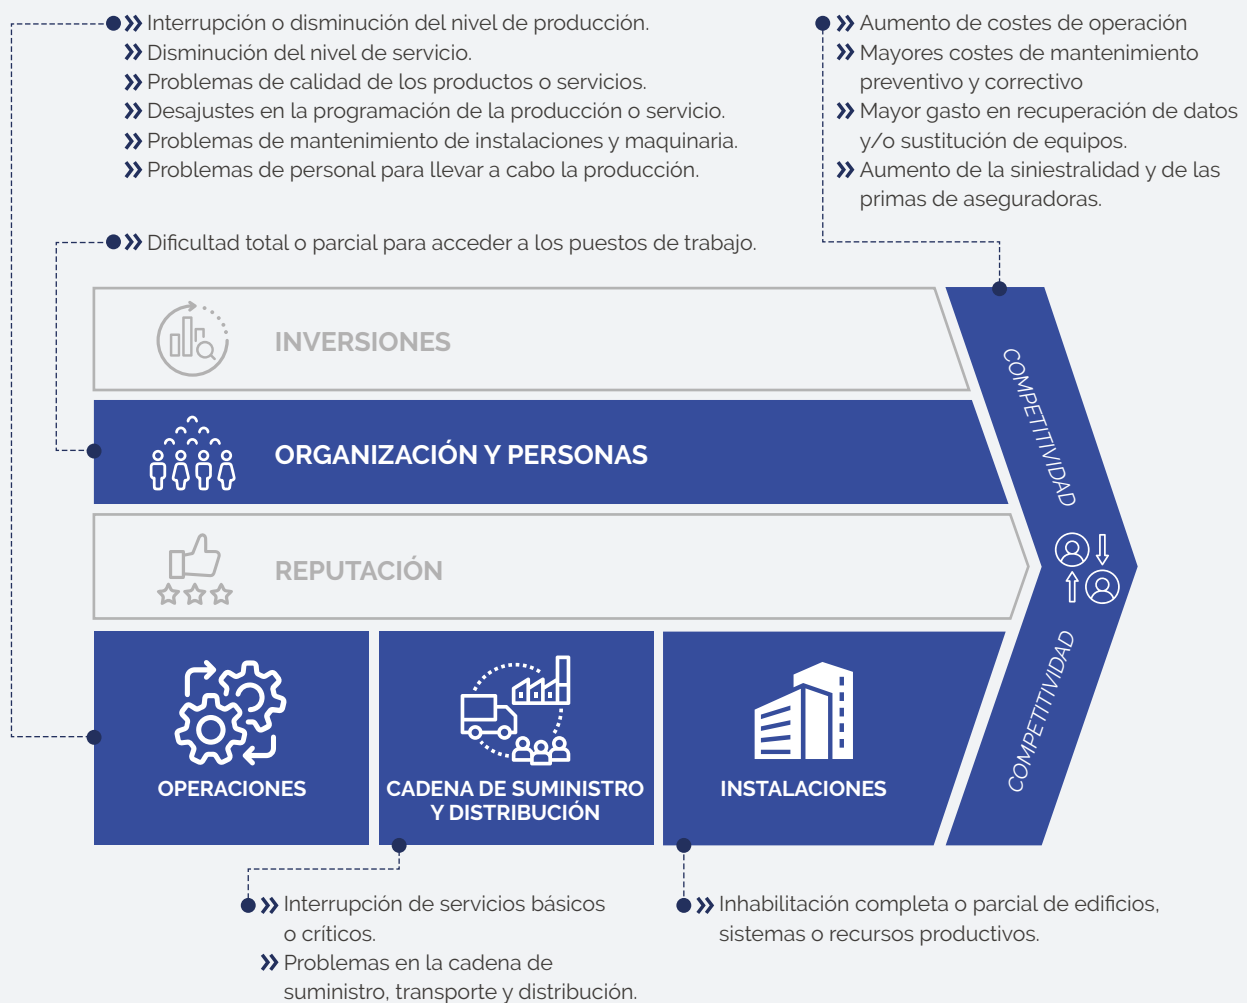 Interrupción o disminución del nivel de producción.
Disminución del nivel de servicio.
Problemas de calidad de los productos o servicios.
Desajustes en la programación de la producción o servicio.
Problemas de mantenimiento de instalaciones y maquinaria.
Problemas de personal para llevar a cabo la producción.
Aumento de costes de operación
Mayores costes de mantenimiento
preventivo y correctivo
Mayor gasto en recuperación de datos
y/o sustitución de equipos.
Aumento de la siniestralidad y de las
primas de aseguradoras.
Dificultad total o parcial para acceder a los puestos de trabajo.
INVERSIONES
ORGANIZACIÓN Y PERSONAS
REPUTACIÓN
COMPETITIVIDAD
COMPETITIVIDAD
OPERACIONES
CADENA DE SUMINISTRO
Y DISTRIBUCIÓN
INSTALACIONES
Interrupción de servicios básicos
o críticos.
Problemas en la cadena de
suministro, transporte y distribución.
Inhabilitación completa o parcial de edificios,
sistemas o recursos productivos.